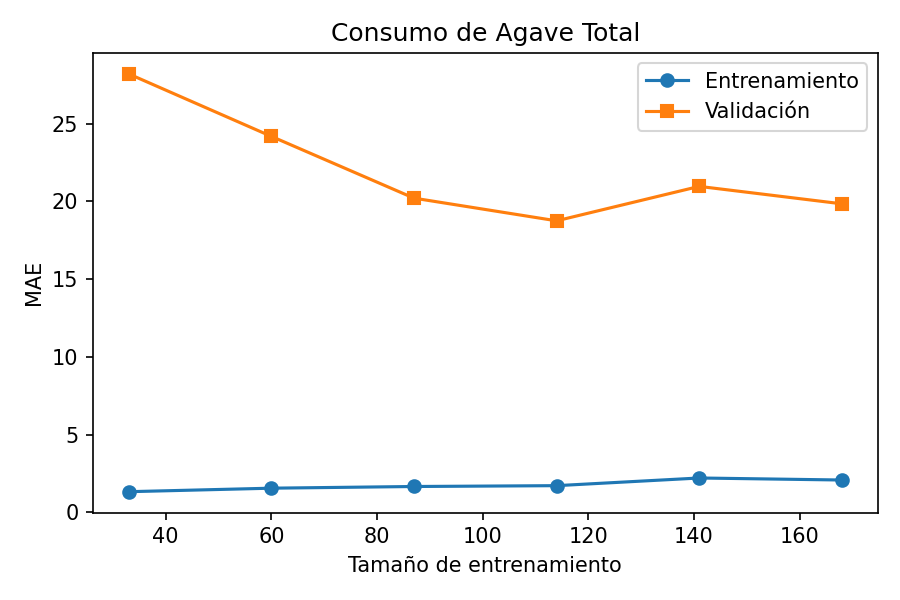 Consumo de Agave Total
Entrenamiento
Validación
MAE
25
20
15
10
5
0
40 60 80 100 120 140 160
Tamaño de entrenamiento